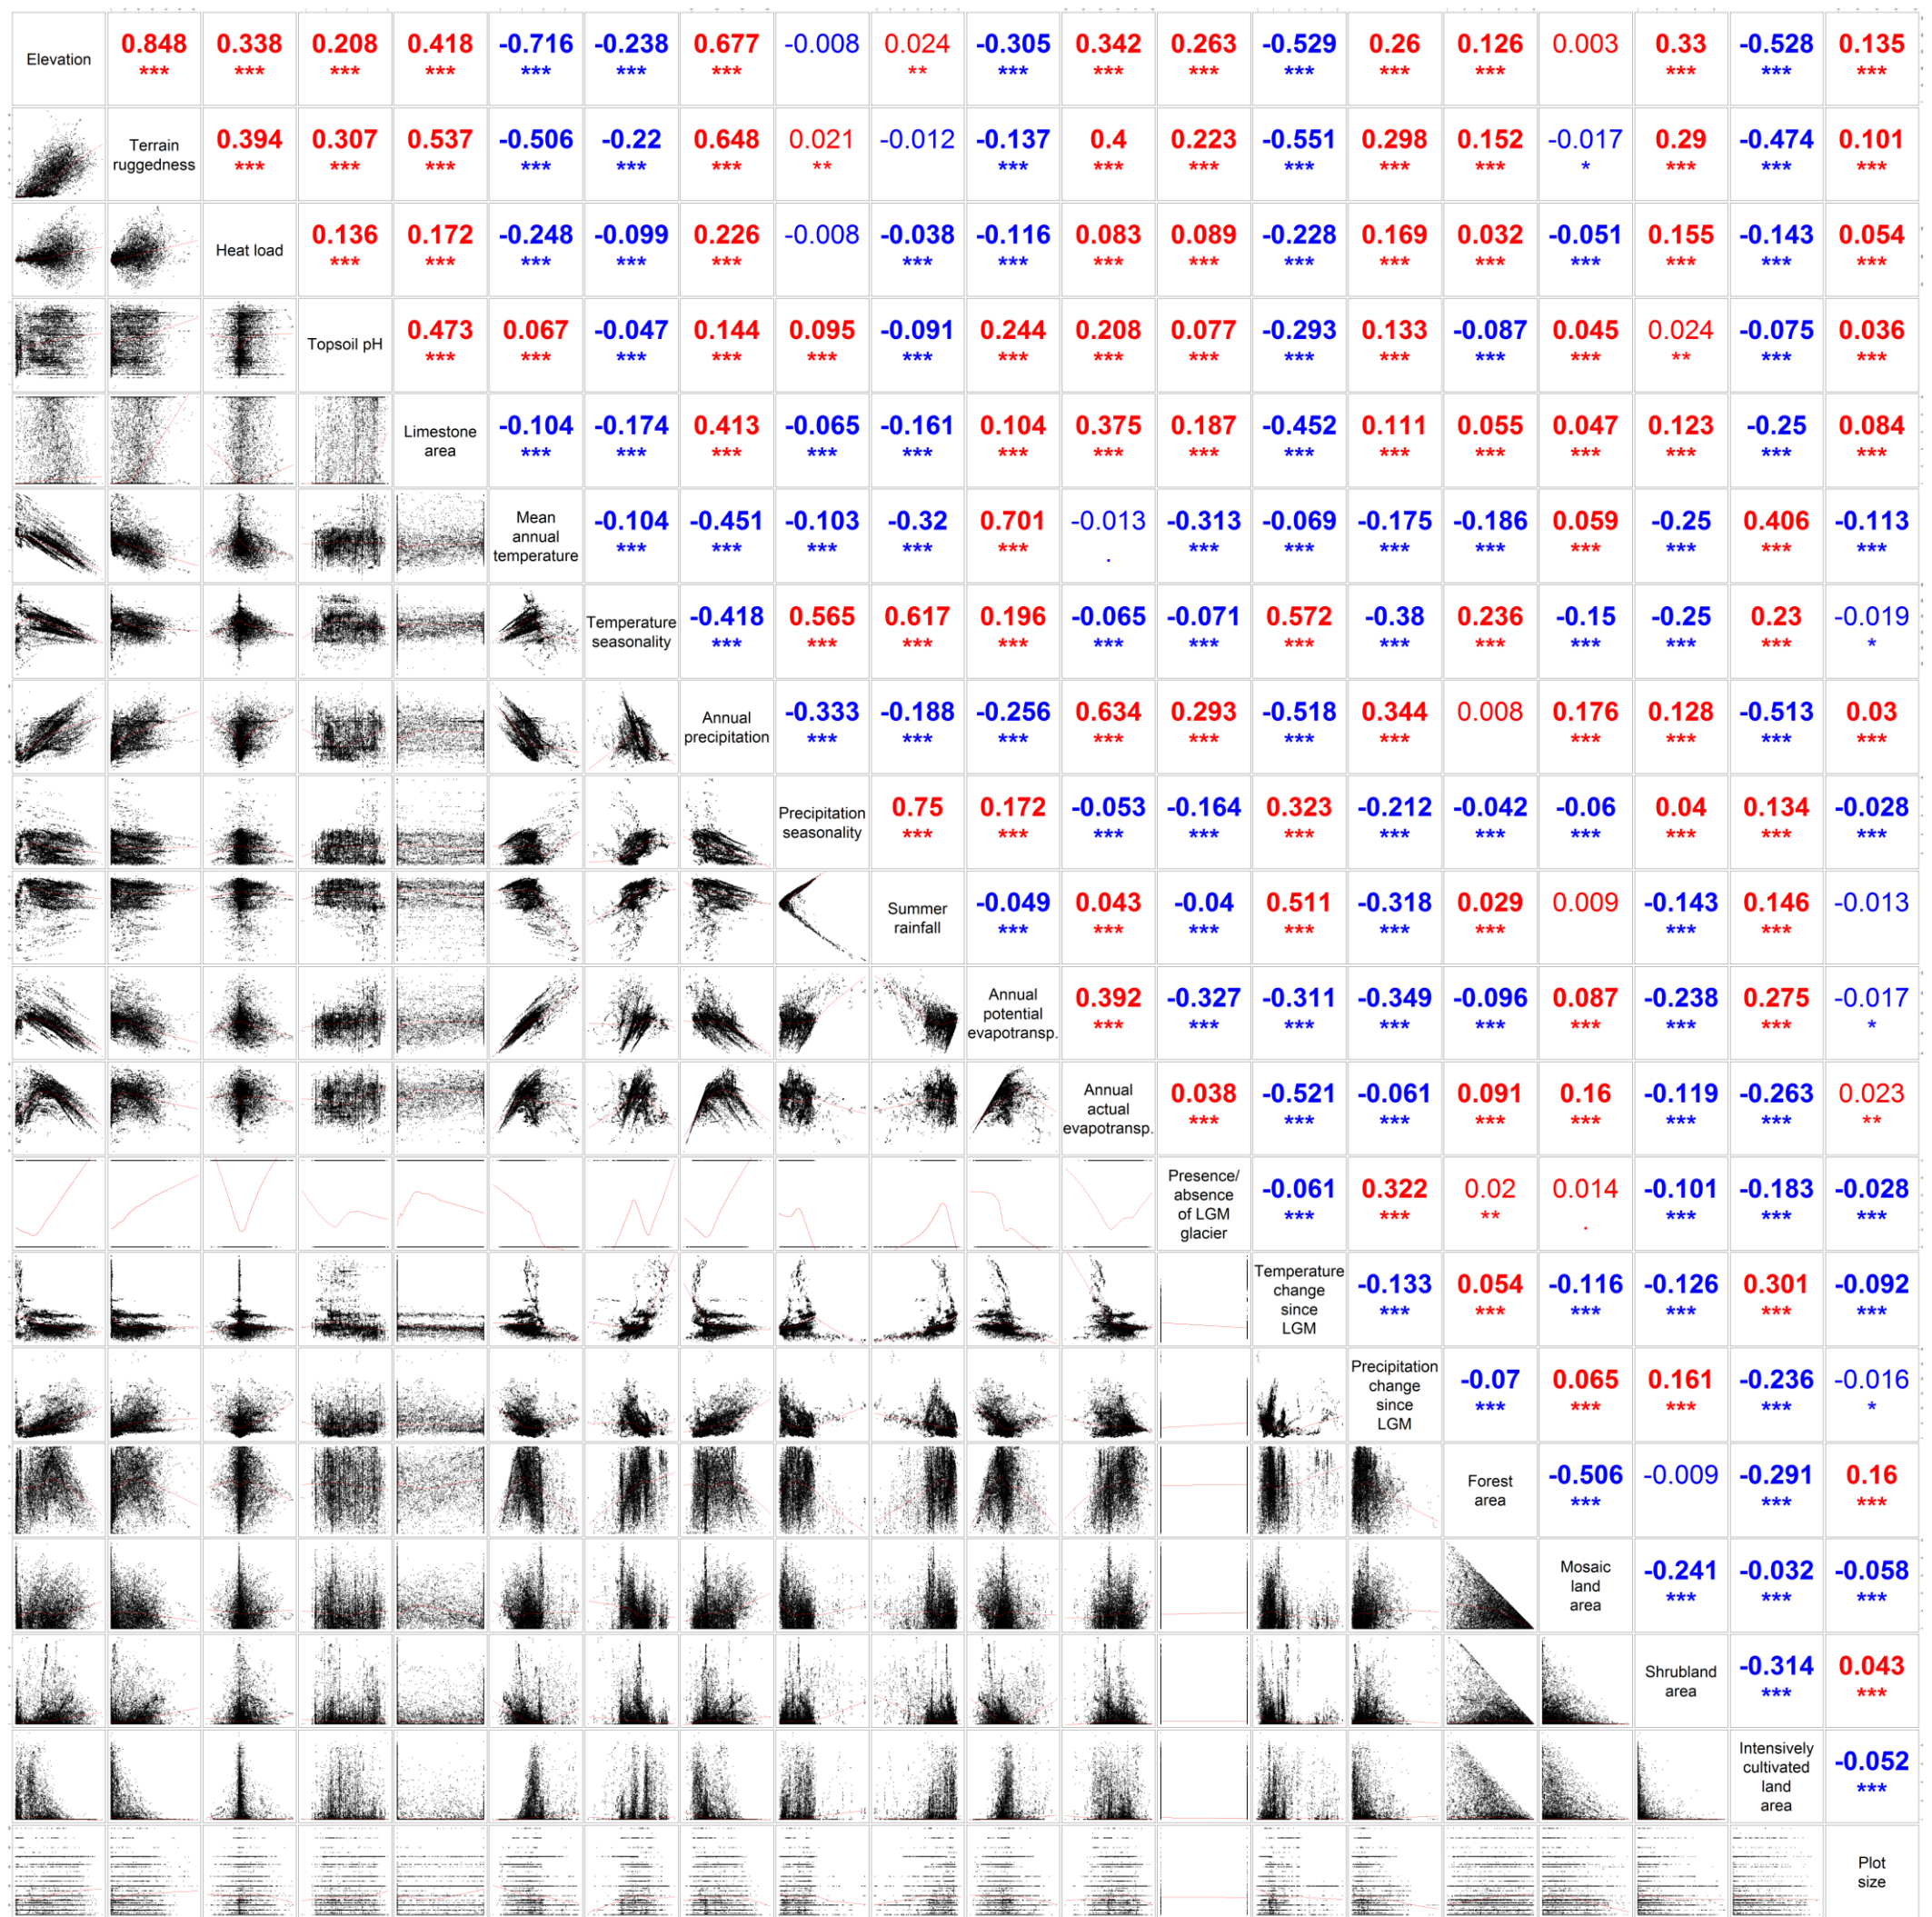 Elevation 0.848 0.338 0.208 0.418 -0.716 -0.238 0.677 -0.008 0.024 -0.305 0.342 0.263 -0.529 0.26 0.126 0.003 0.33 -0.528 0.135
*** *** *** *** *** *** *** ** *** *** *** *** *** *** *** *** ***
Terrain
ruggedness
0.394 0.307 0.537 -0.506 -0.22 0.648 0.021 -0.012 -0.137 0.4 0.223 -0.551 0.298 0.152 -0.017 0.29 -0.474 0.101
*** *** *** *** *** *** ** *** *** *** *** *** *** * *** *** ***
Heat load 0.136 0.172 -0.248 -0.099 0.226 -0.008 -0.038 -0.116 0.083 0.089 -0.228 0.169 0.032 -0.051 0.155 -0.143 0.054
*** *** *** *** *** *** *** *** *** *** *** *** *** *** *** ***
Topsoil pH 0.473 0.067 -0.047 0.144 0.095 -0.091 0.244 0.208 0.077 -0.293 0.133 -0.087 0.045 0.024 -0.075 0.036
*** *** *** *** *** *** *** *** *** *** *** *** *** ** *** ***
Limestone
area
-0.104 -0.174 0.413 -0.065 -0.161 0.104 0.375 0.187 -0.452 0.111 0.055 0.047 0.123 -0.25 0.084
*** *** *** *** *** *** *** *** *** *** *** *** *** *** ***
Mean
annual
temperature
-0.104 -0.451 -0.103 -0.32 0.701 -0.013 -0.313 -0.069 -0.175 -0.186 0.059 -0.25 0.406 -0.113
*** *** *** *** *** . *** *** *** *** *** *** *** ***
Temperature
seasonality
-0.418 0.565 0.617 0.196 -0.065 -0.071 0.572 -0.38 0.236 -0.15 -0.25 0.23 -0.019
*** *** *** *** *** *** *** *** *** *** *** *** *
Annual
precipitation
-0.333 -0.188 -0.256 0.634 0.293 -0.518 0.344 0.008 0.176 0.128 -0.513 0.03
*** *** *** *** *** *** *** *** *** *** ***
Precipitation
seasonality
0.75 0.172 -0.053 -0.164 0.323 -0.212 -0.042 -0.06 0.04 0.134 -0.028
*** *** *** *** *** *** *** *** *** *** ***
Summer
rainfall
-0.049 0.043 -0.04 0.511 -0.318 0.029 0.009 -0.143 0.146 -0.013
*** *** *** *** *** *** *** ***
Annual
potential
evapotransp.
0.392 -0.327 -0.311 -0.349 -0.096 0.087 -0.238 0.275 -0.017
*** *** *** *** *** *** *** *** *
Annual
actual
evapotransp.
0.038 -0.521 -0.061 0.091 0.16 -0.119 -0.263 0.023
*** *** *** *** *** *** *** **
Presence/
absence
of LGM
glacier
-0.061 0.322 0.02 0.014 -0.101 -0.183 -0.028
*** *** ** . *** *** ***
Temperature
change
since
LGM
-0.133 0.054 -0.116 -0.126 0.301 -0.092
*** *** *** *** *** ***
Precipitation
change
since
LGM
-0.07 0.065 0.161 -0.236 -0.016
*** *** *** *** *
Forest
area
-0.506 -0.009 -0.291 0.16
*** *** ***
Mosaic
land
area
-0.241 -0.032 -0.058
*** *** ***
Shrubland
area
-0.314 0.043
*** ***
Intensively
cultivated
land
area
-0.052
***
Plot
size